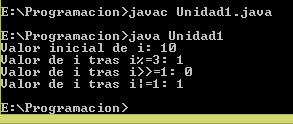 E:\Programacion>javac Unidad1.java
E:\Programacion>java Unidad1
Valor inicial de i: 10
Valor de i tras i%=3: 1
Valor de i tras i>>=1: 0
Valor de i tras i|=1: 1
E:\Programacion>